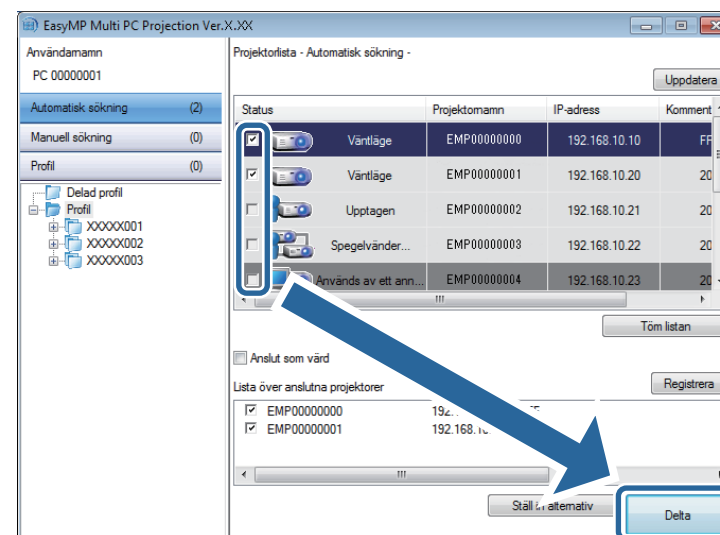 EasyMP Multi PC Projection Ver.X.XX
Användarnamn
PC 00000001
Automatisk sökning (2)
Manuell sökning (0)
Profil (0)
Delad profil
Profil
XXXXX001
XXXXX002
XXXXX003
Projektorlista - Automatisk sökning -
Uppdatera
Status Projektornamn IP-adress Komment
Väntläge EMP00000000 192.168.10.10 FF
Väntläge EMP00000001 192.168.10.20 20
Upptagen EMP00000002 192.168.10.21 20
Spegelvänder... EMP00000003 192.168.10.22 20
Används av ett ann... EMP00000004 192.168.10.23 20
Töm listan
Anslut som värd
Lista över anslutna projektorer
Registrera
EMP00000000 192.
EMP00000001 192.168.
Ställ in alternativ
Delta